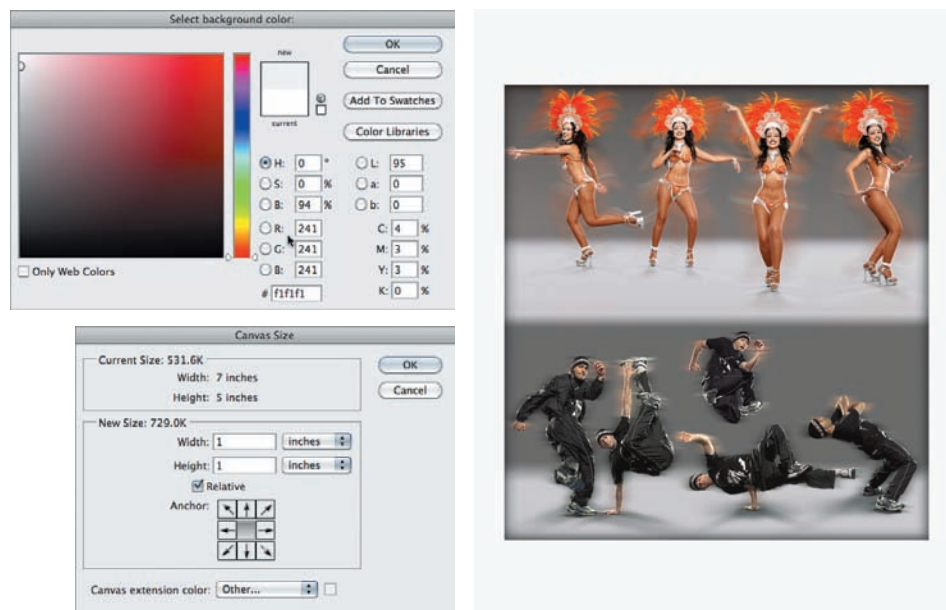 Select background color:
new
current
OK
Cancel
Add To Swatches
Color Libraries
H: 0 °
S: 0 %
B: 94 %
R: 241
G: 241
B: 241
# f1f1f1
L: 95
a: 0
b: 0
C: 4 %
M: 3 %
Y: 3 %
K: 0 %
Only Web Colors
Canvas Size
Current Size: 531.6K
Width: 7 inches
Height: 5 inches
OK
Cancel
New Size: 729.0K
Width: 1 inches
Height: 1 inches
Relative
Anchor:
Canvas extension color: Other...